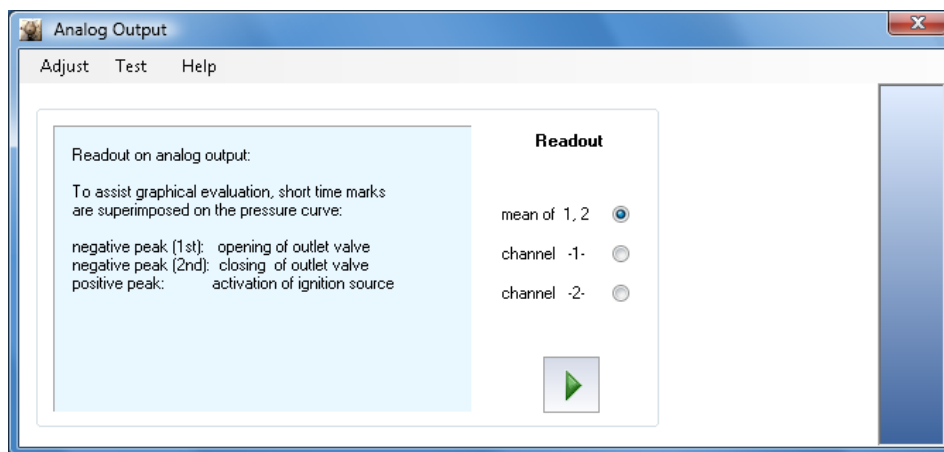 Analog Output
Adjust Test Help
Readout on analog output:
To assist graphical evaluation, short time marks
are superimposed on the pressure curve:
negative peak (1st): opening of outlet valve
negative peak (2nd): closing of outlet valve
positive peak: activation of ignition source
Readout
mean of 1, 2
channel -1-
channel -2-